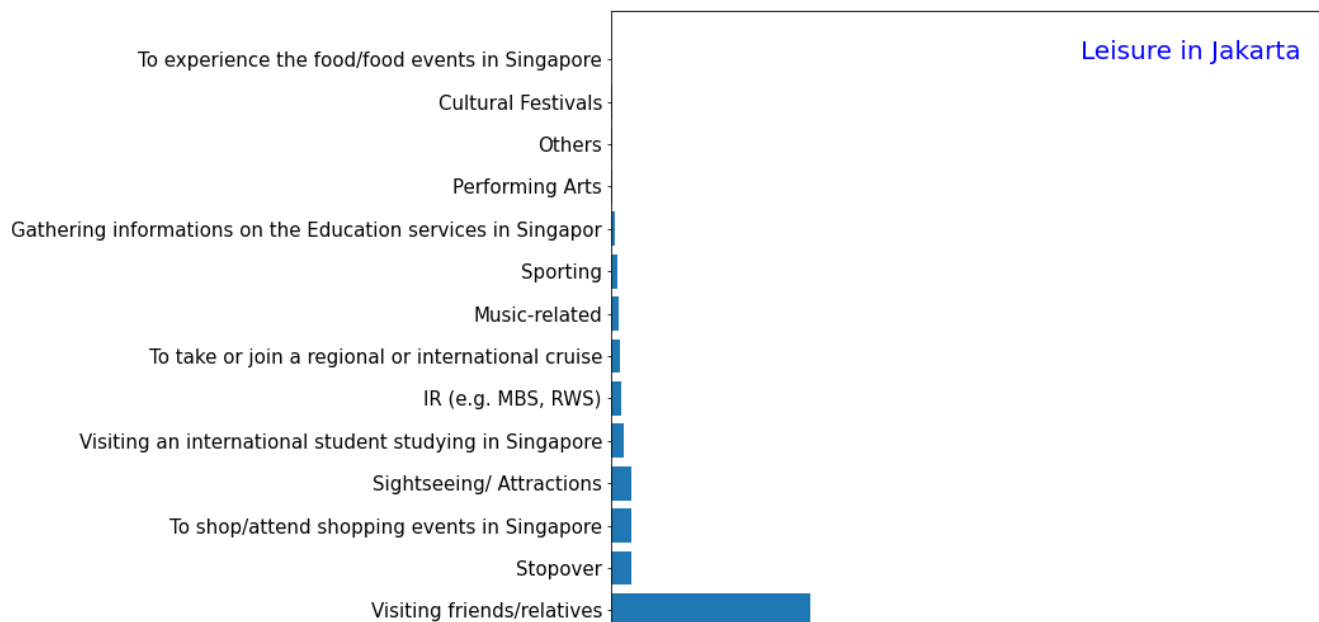 Leisure in Jakarta
To experience the food/food events in Singapore
Cultural Festivals
Others
Performing Arts
Gathering informations on the Education services in Singapor
Sporting
Music-related
To take or join a regional or international cruise
IR (e.g. MBS, RWS)
Visiting an international student studying in Singapore
Sightseeing/ Attractions
To shop/attend shopping events in Singapore
Stopover
Visiting friends/relatives